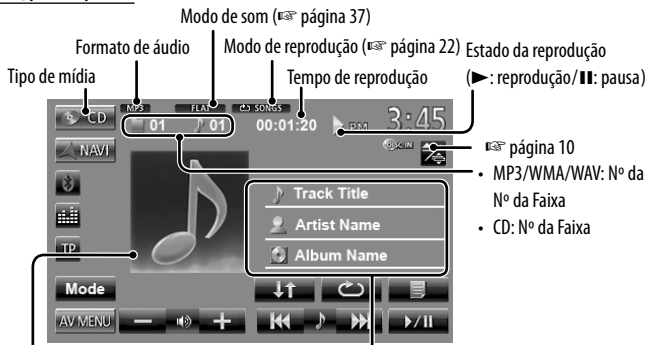 Modo de som (☞ página 37)
Formato de áudio
Modo de reprodução (☞ página 22)
Estado da reprodução
Tipo de mídia
Tempo de reprodução
(►: reprodução/II: pausa)
MP3
FLAT
SONGS
CD
01
01
00:01:20
PM
3:45
DISC IN
☞ página 10
NAVI
• MP3/WMA/WAV: Nº da
Nº da Faixa
• CD: Nº da Faixa
Track Title
Artist Name
TP
Album Name
Mode
AV MENU